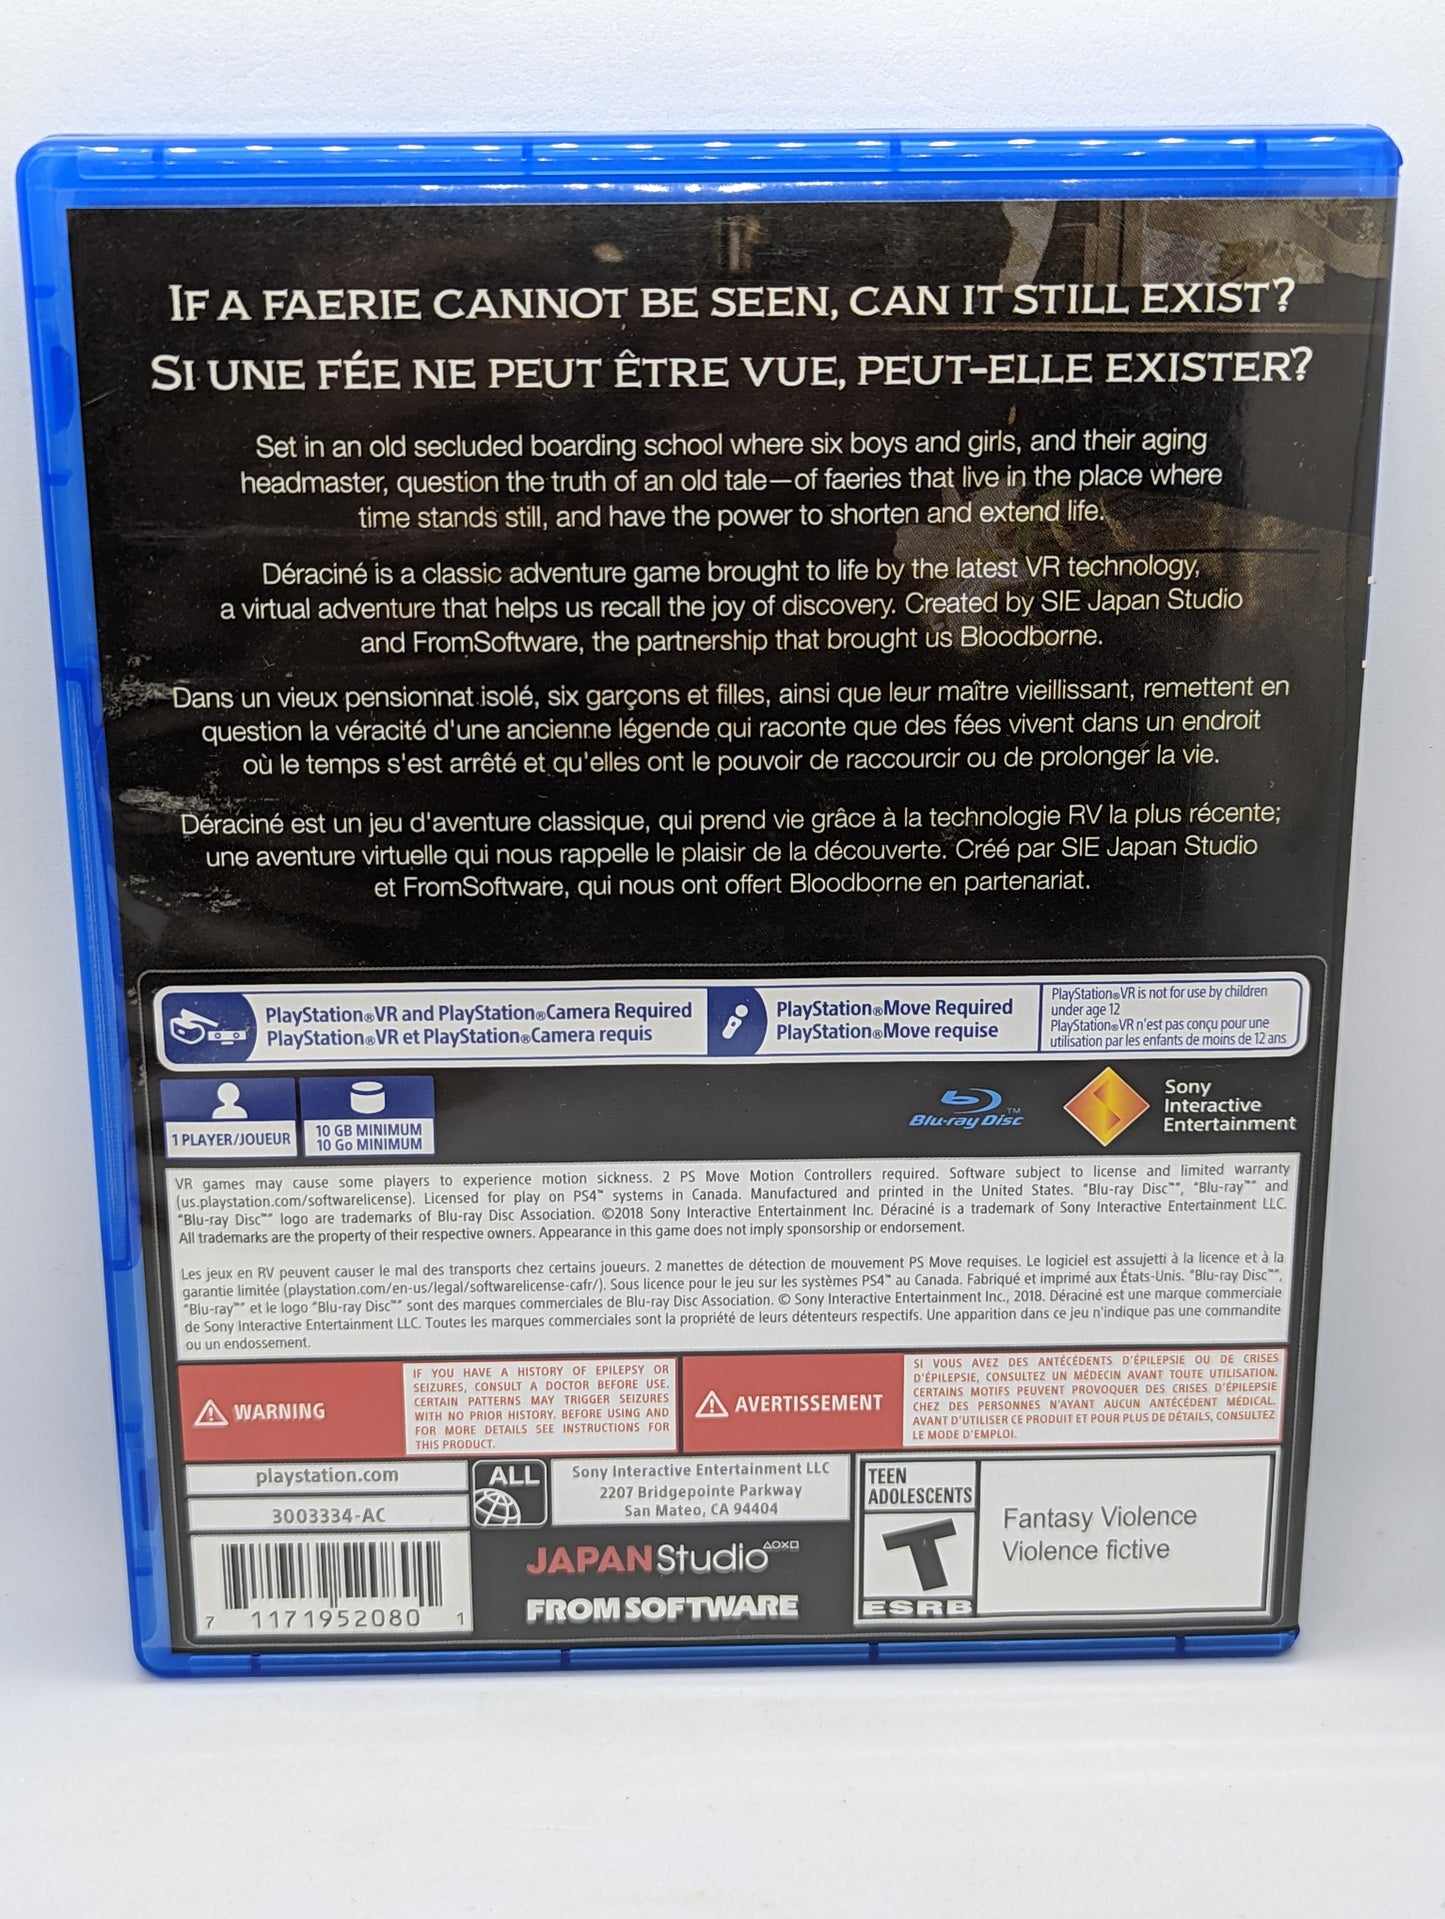 IF A FAERIE CANNOT BE SEEN, CAN IT STILL EXIST?
SI UNE FÉE NE PEUT ÊTRE VUE, PEUT-ELLE EXISTER?
Set in an old secluded boarding school where six boys and girls, and their aging
headmaster, question the truth of an old tale—of faeries that live in the place where
time stands still, and have the power to shorten and extend life.
Déraciné is a classic adventure game brought to life by the latest VR technology,
a virtual adventure that helps us recall the joy of discovery. Created by SIE Japan Studio
and FromSoftware, the partnership that brought us Bloodborne.
Dans un vieux pensionnat isolé, six garçons et filles, ainsi que leur maître vieillissant, remettent en
question la véracité d'une ancienne légende qui raconte que des fées vivent dans un endroit
où le temps s'est arrêté et qu'elles ont le pouvoir de raccourcir ou de prolonger la vie.
Déraciné est un jeu d'aventure classique, qui prend vie grâce à la technologie RV la plus récente;
une aventure virtuelle qui nous rappelle le plaisir de la découverte. Créé par SIE Japan Studio
et FromSoftware, qui nous ont offert Bloodborne en partenariat.
PlayStation®VR and PlayStation®Camera Required
PlayStation®VR et PlayStation®Camera requis
PlayStation®Move Required
PlayStation®Move requise
PlayStation®VR is not for use by children
under age 12
PlayStation®VR n'est pas conçu pour une
utilisation par les enfants de moins de 12 ans
1 PLAYER/JOUEUR
10 GB MINIMUM
10 Go MINIMUM
Blu-ray Disc™
Sony
Interactive
Entertainment
VR games may cause some players to experience motion sickness. 2 PS Move Motion Controllers required. Software subject to license and limited warranty
(us.playstation.com/softwarelicense). Licensed for play on PS4™ systems in Canada. Manufactured and printed in the United States. "Blu-ray Disc™", "Blu-ray™" and
"Blu-ray Disc™" logo are trademarks of Blu-ray Disc Association. ©2018 Sony Interactive Entertainment Inc. Déraciné is a trademark of Sony Interactive Entertainment LLC.
All trademarks are the property of their respective owners. Appearance in this game does not imply sponsorship or endorsement.
Les jeux en RV peuvent causer le mal des transports chez certains joueurs. 2 manettes de détection de mouvement PS Move requises. Le logiciel est assujetti à la licence et à la
garantie limitée (playstation.com/en-us/legal/softwarelicense-cafr/). Sous licence pour le jeu sur les systèmes PS4™ au Canada. Fabriqué et imprimé aux États-Unis. "Blu-ray Disc™",
"Blu-ray™" et le logo "Blu-ray Disc™" sont des marques commerciales de Blu-ray Disc Association. © Sony Interactive Entertainment Inc., 2018. Déraciné est une marque commerciale
de Sony Interactive Entertainment LLC. Toutes les marques commerciales sont la propriété de leurs détenteurs respectifs. Une apparition dans ce jeu n'indique pas une commandite
ou un endossement.
WARNING
IF YOU HAVE A HISTORY OF EPILEPSY OR
SEIZURES, CONSULT A DOCTOR BEFORE USE.
CERTAIN PATTERNS MAY TRIGGER SEIZURES
WITH NO PRIOR HISTORY. BEFORE USING AND
FOR MORE DETAILS SEE INSTRUCTIONS FOR
THIS PRODUCT.
AVERTISSEMENT
SI VOUS AVEZ DES ANTÉCÉDENTS D'ÉPILEPSIE OU DE CRISES
D'ÉPILEPSIE, CONSULTEZ UN MÉDECIN AVANT TOUTE UTILISATION.
CERTAINS MOTIFS PEUVENT PROVOQUER DES CRISES D'ÉPILEPSIE
CHEZ DES PERSONNES N'AYANT AUCUN ANTÉCÉDENT MÉDICAL.
AVANT D'UTILISER CE PRODUIT ET POUR PLUS DE DÉTAILS, CONSULTEZ
LE MODE D'EMPLOI.
playstation.com
3003334-AC
7 1171952080 1
ALL
Sony Interactive Entertainment LLC
2207 Bridgepointe Parkway
San Mateo, CA 94404
JAPAN Studio
FROMSOFTWARE
TEEN
ADOLESCENTS
T
ESRB
Fantasy Violence
Violence fictive